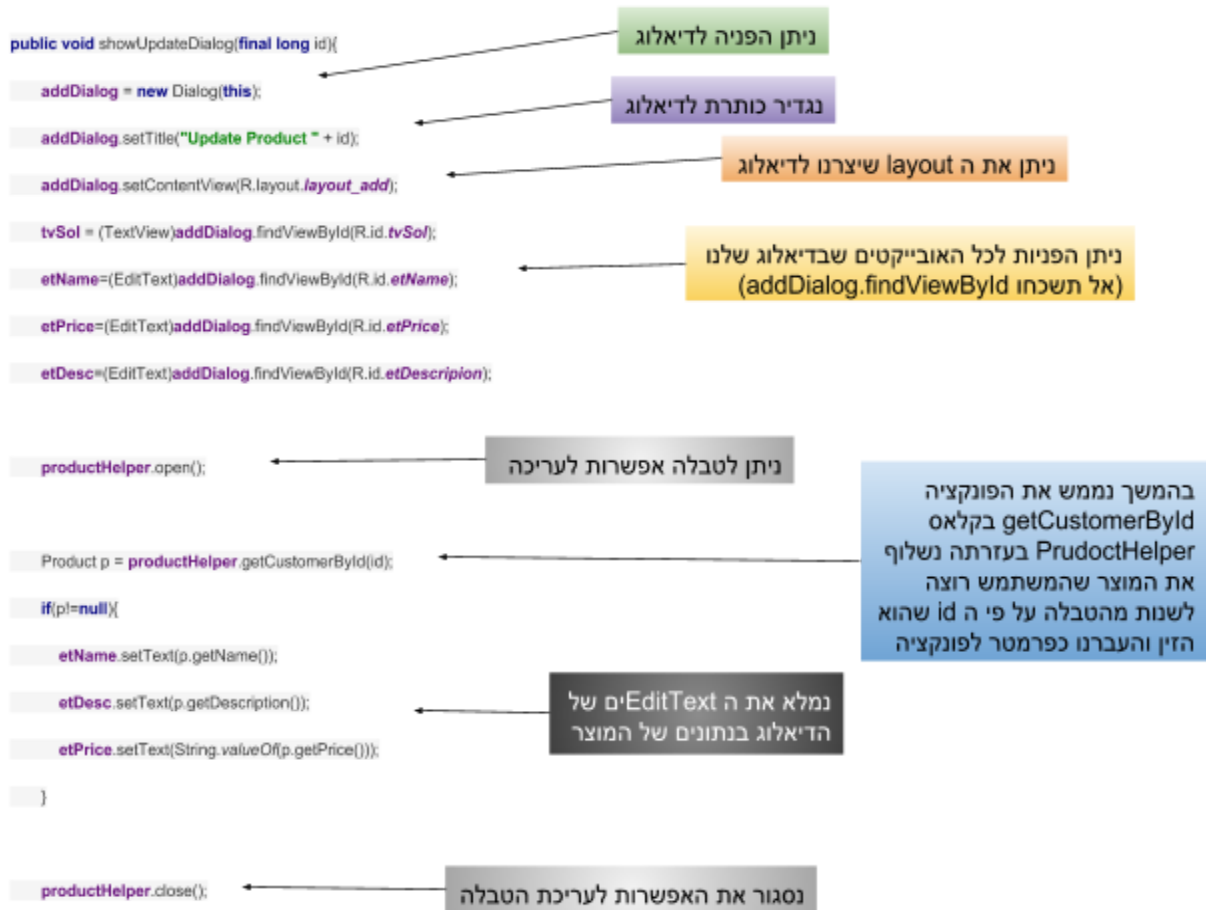 public void showUpdateDialog(final long id){
ניתן הפניה לדיאלוג
addDialog = new Dialog(this);
נגדיר כותרת לדיאלוג
addDialog.setTitle("Update Product " + id);
ניתן את ה layout שיצרנו לדיאלוג
addDialog.setContentView(R.layout.layout_add);
tvSol = (TextView)addDialog.findViewById(R.id.tvSol);
ניתן הפניות לכל האובייקטים שבדיאלוג שלנו
(אל תשכחו addDialog.findViewById)
etName=(EditText)addDialog.findViewById(R.id.etName);
etPrice=(EditText)addDialog.findViewById(R.id.etPrice);
etDesc=(EditText)addDialog.findViewById(R.id.etDescripion);
productHelper.open();
ניתן לטבלה אפשרות לעריכה
Product p = productHelper.getCustomerById(id);
בהמשך נממש את הפונקציה
getCustomerById בקלאס
PrudoctHelper בעזרתה נשלוף
את המוצר שהמשתמש רוצה
לשנות מהטבלה על פי ה id שהוא
הזין והעברנו כפרמטר לפונקציה
if(p!=null){
etName.setText(p.getName());
etDesc.setText(p.getDescription());
נמלא את ה EditTextים של
הדיאלוג בנתונים של המוצר
etPrice.setText(String.valueOf(p.getPrice()));
}
productHelper.close();
נסגור את האפשרות לעריכת הטבלה